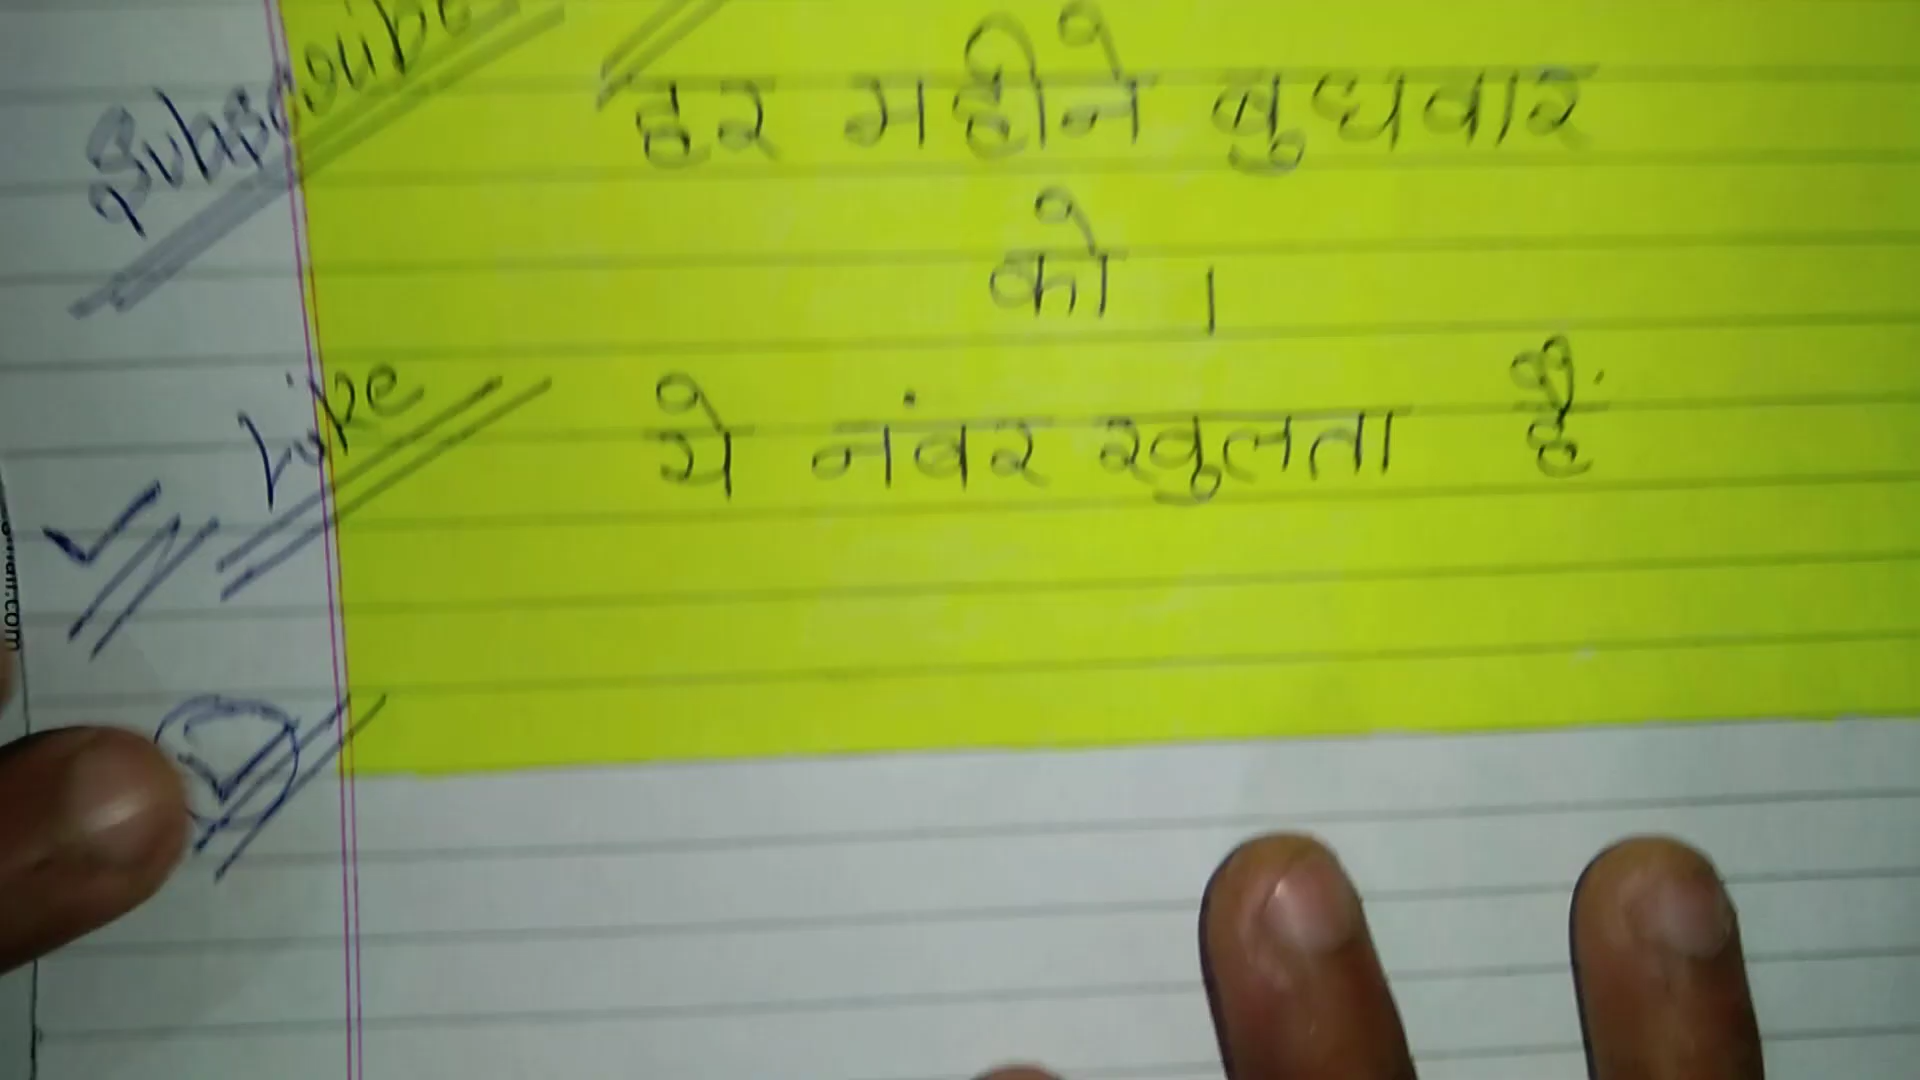 Subscribe
हर महीने बुधवार
को ।
Like
ये नंबर खुलता हैं